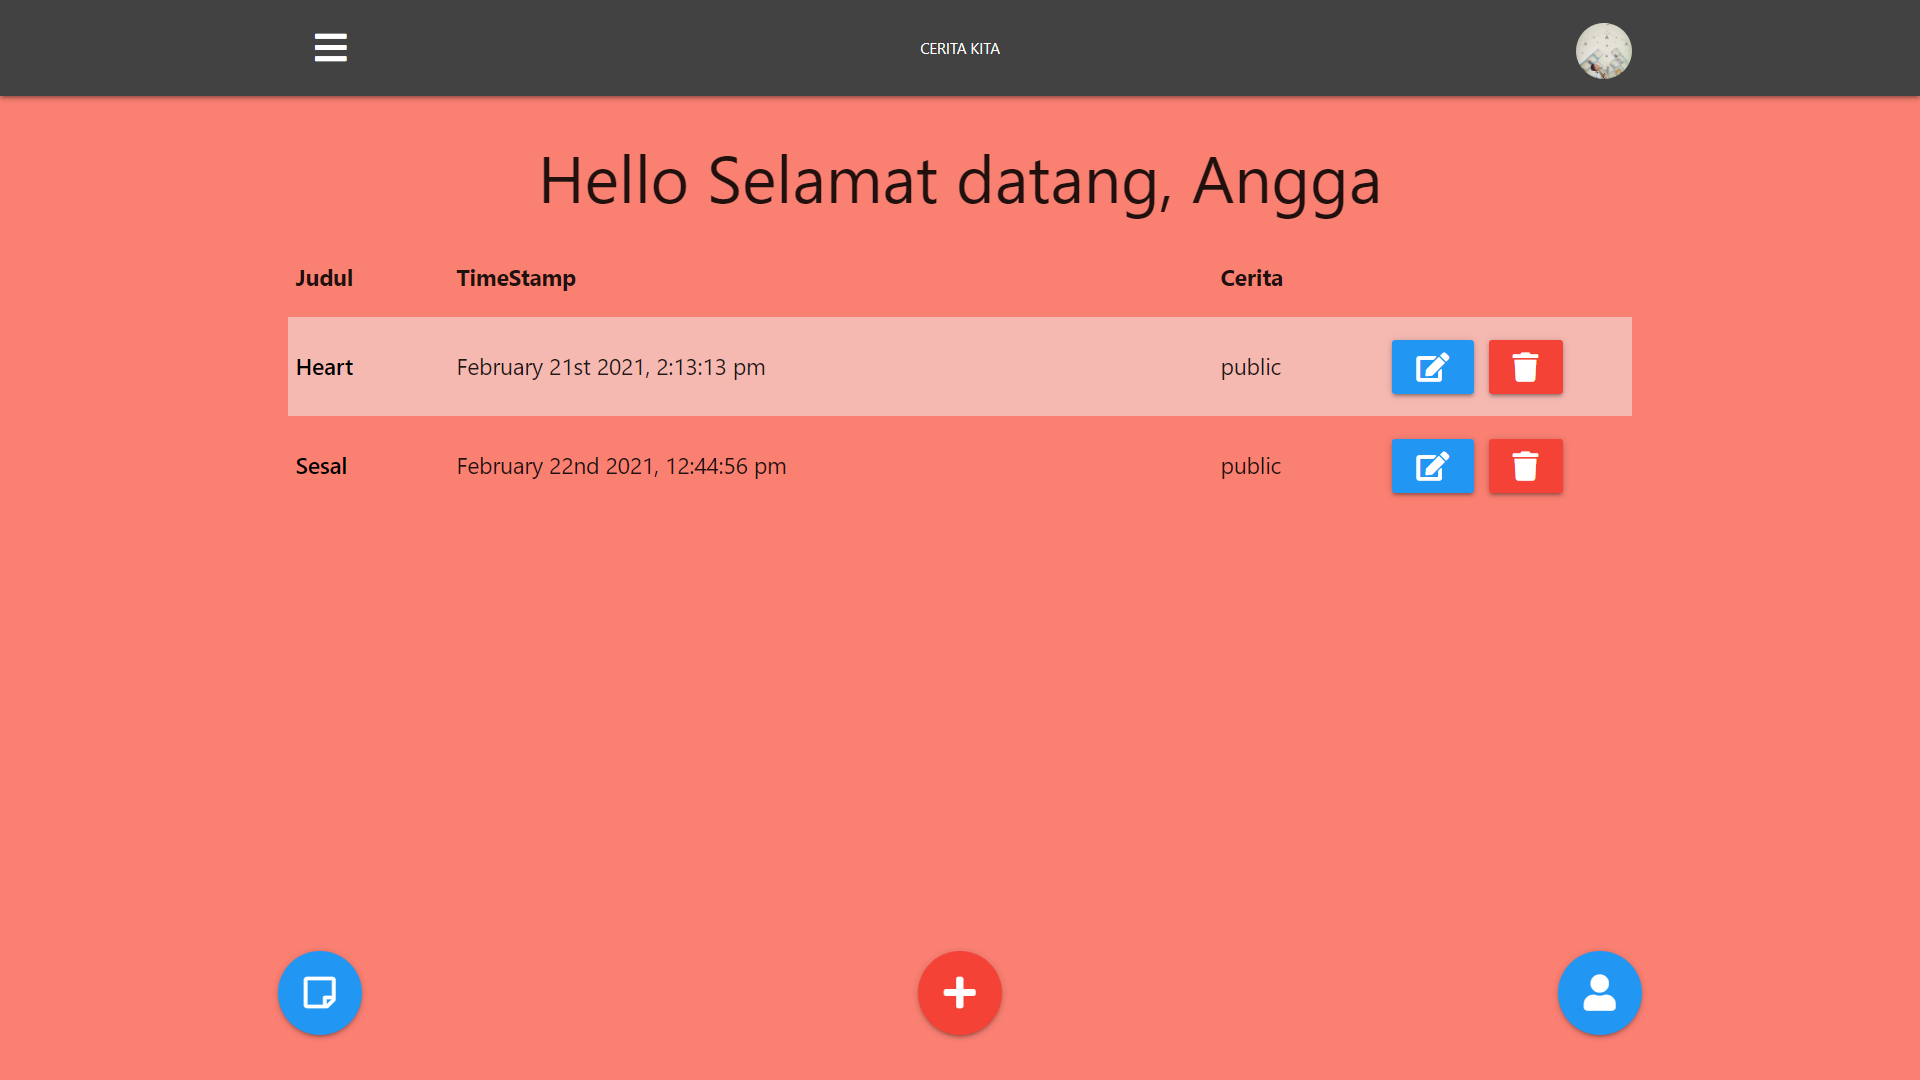 CERITA KITA
Hello Selamat datang, Angga
Judul TimeStamp Cerita
Heart February 21st 2021, 2:13:13 pm public
Sesal February 22nd 2021, 12:44:56 pm public